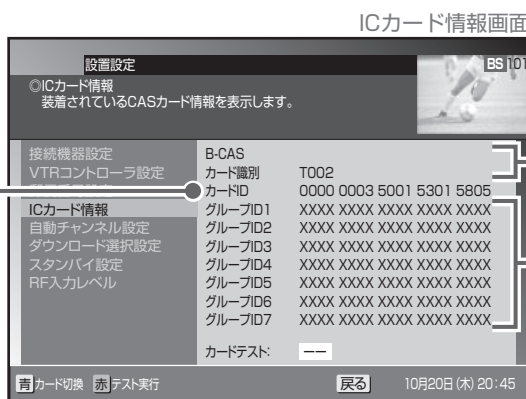 ICカード情報画面
設置設定
BS 101
◎ICカード情報
装着されているCASカード情報を表示します。
接続機器設定
VTRコントローラ設定
ICカード情報
自動チャンネル設定
ダウンロード選択設定
スタンバイ設定
RF入力レベル
B-CAS
カード識別 T002
カードID 0000 0003 5001 5301 5805
グループID1 XXXX XXXX XXXX XXXX XXXX
グループID2 XXXX XXXX XXXX XXXX XXXX
グループID3 XXXX XXXX XXXX XXXX XXXX
グループID4 XXXX XXXX XXXX XXXX XXXX
グループID5 XXXX XXXX XXXX XXXX XXXX
グループID6 XXXX XXXX XXXX XXXX XXXX
グループID7 XXXX XXXX XXXX XXXX XXXX
カードテスト: ーー
青 カード切換 赤 テスト実行 戻る 10月20日(木) 20:45